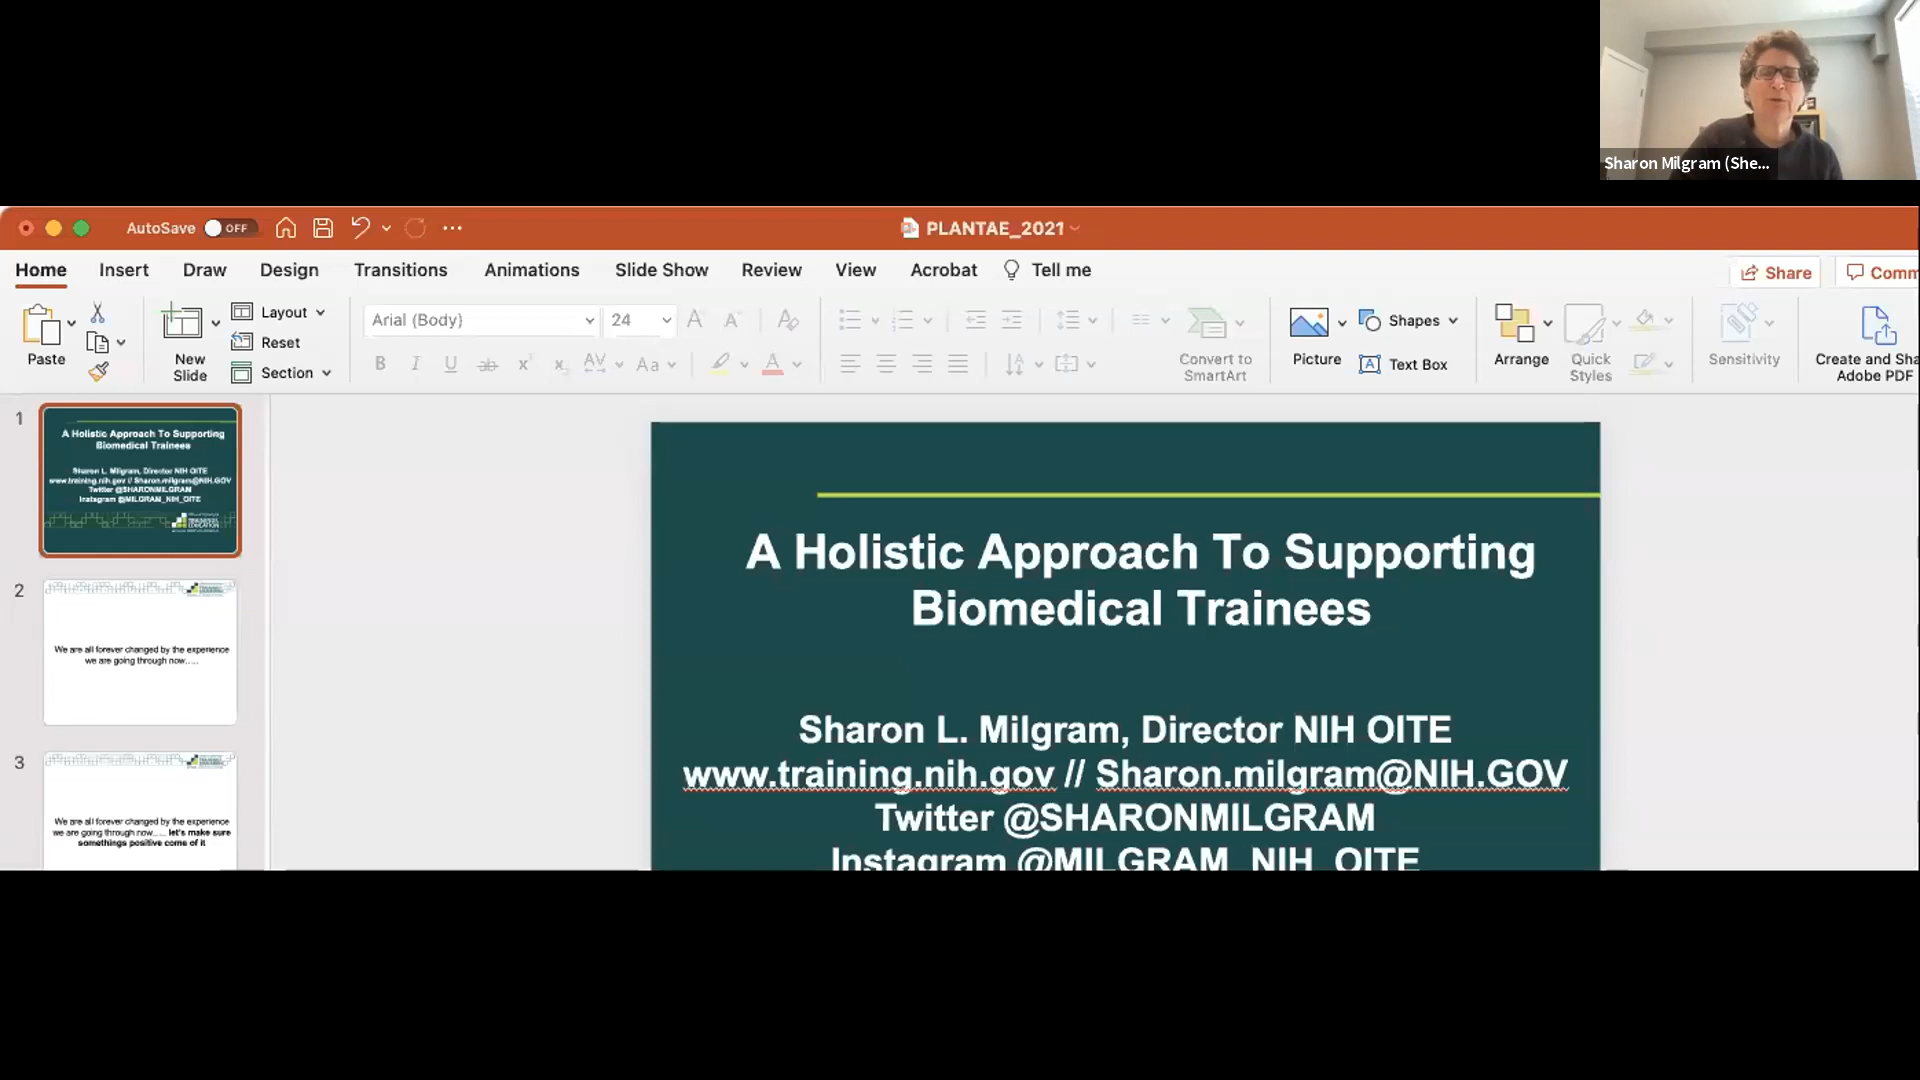 Sharon Milgram (She...
AutoSave OFF
PLANTAE_2021
Home Insert Draw Design Transitions Animations Slide Show Review View Acrobat Tell me
Share Comm
Paste
New
Slide
Layout
Reset
Section
Arial (Body) 24
Convert to
SmartArt
Picture
Shapes
Text Box
Arrange
Quick
Styles
Sensitivity
Create and Sha
Adobe PDF
1
A Holistic Approach To Supporting
Biomedical Trainees
Sharon L. Milgram, Director NIH OITE
www.training.nih.gov // Sharon.milgram@NIH.GOV
Twitter @SHARONMILGRAM
Instagram @MILGRAM_NIH_OITE
2
We are all forever changed by the experience
we are going through now.....
3
We are all forever changed by the experience
we are going through now..... let's make sure
somethings positive come of it
A Holistic Approach To Supporting
Biomedical Trainees
Sharon L. Milgram, Director NIH OITE
www.training.nih.gov // Sharon.milgram@NIH.GOV
Twitter @SHARONMILGRAM
Instagram @MILGRAM_NIH_OITE